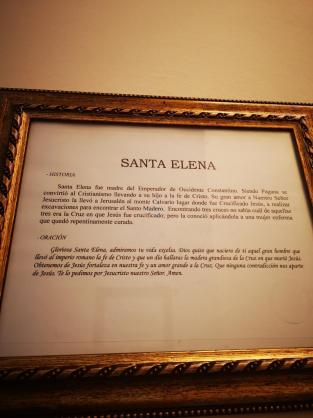 SANTA ELENA
- HISTORIA
Santa Elena fue madre del Emperador de Occidente Constantino. Siendo Pagana se
convirtió al Cristianismo llevando a su hijo a la fe de Cristo. Su gran amor a Nuestro Señor
Jesucristo la llevó a Jerusalén al monte Calvario lugar donde fue Crucificado Jesús, a realizar
excavaciones para encontrar el Santo Madero. Encontrando tres cruces no sabía cuál de aquellas
tres era la Cruz en que Jesús fue crucificado; pero la conoció aplicándola a una mujer enferma
que quedó repentinamente curada.
- ORACIÓN
Gloriosa Santa Elena, admiramos tu vida excelsa. Dios quiso que naciera de ti aquel gran hombre que
llevó al imperio romano la fe de Cristo y que un día hallaras la madera grandiosa de la Cruz en que murió Jesús.
Obtenemos de Jesús fortaleza en nuestra fe y un amor grande a la Cruz. Que ninguna contradicción nos aparte
de Jesús. Te lo pedimos por Jesucristo nuestro Señor. Amen.